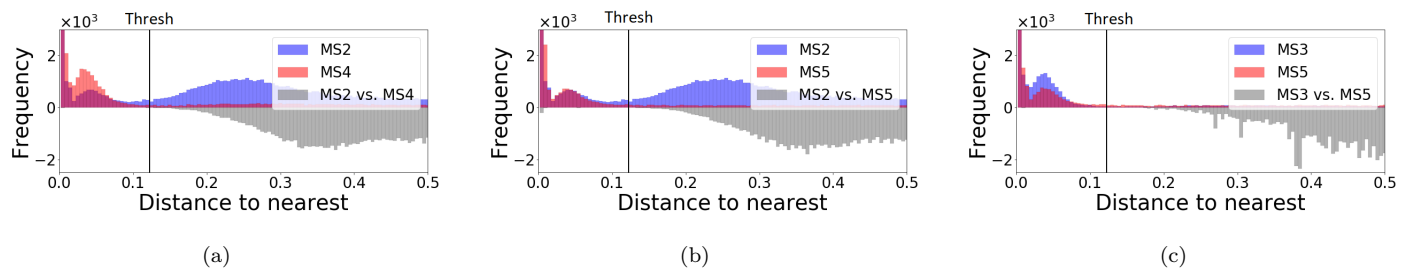 ×10³ Thresh
Frequency
2
0
−2
MS2
MS4
MS2 vs. MS4
0.0 0.1 0.2 0.3 0.4 0.5
Distance to nearest
(a)
×10³ Thresh
Frequency
2
0
−2
MS2
MS5
MS2 vs. MS5
0.0 0.1 0.2 0.3 0.4 0.5
Distance to nearest
(b)
×10³ Thresh
Frequency
2
0
−2
MS3
MS5
MS3 vs. MS5
0.0 0.1 0.2 0.3 0.4 0.5
Distance to nearest
(c)